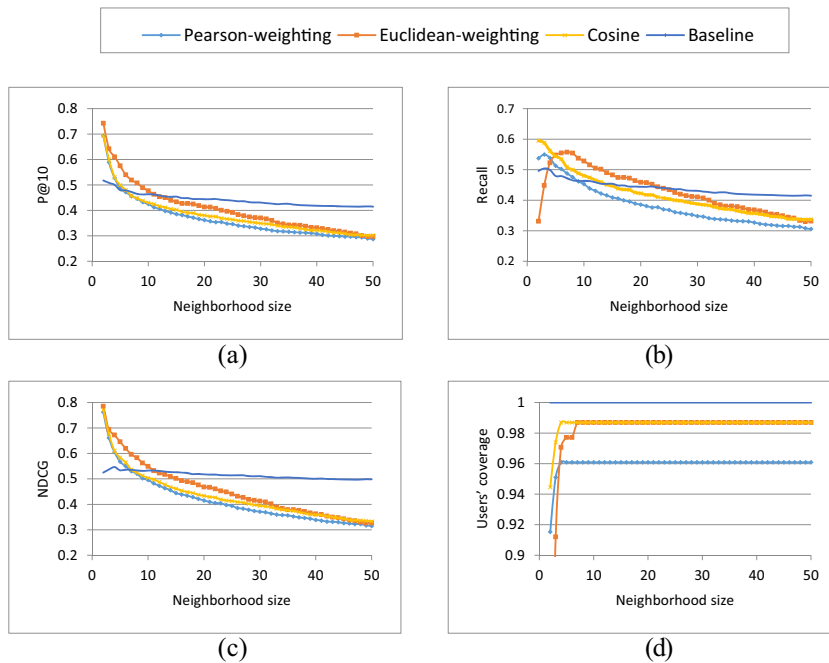 Pearson-weighting Euclidean-weighting Cosine Baseline
0.8
0.7
0.6
0.5
0.4
0.3
0.2
P@10
0 10 20 30 40 50
Neighborhood size
(a)
0.7
0.6
0.5
0.4
0.3
0.2
Recall
0 10 20 30 40 50
Neighborhood size
(b)
0.8
0.7
0.6
0.5
0.4
0.3
0.2
NDCG
0 10 20 30 40 50
Neighborhood size
(c)
1
0.98
0.96
0.94
0.92
0.9
Users' coverage
0 10 20 30 40 50
Neighborhood size
(d)